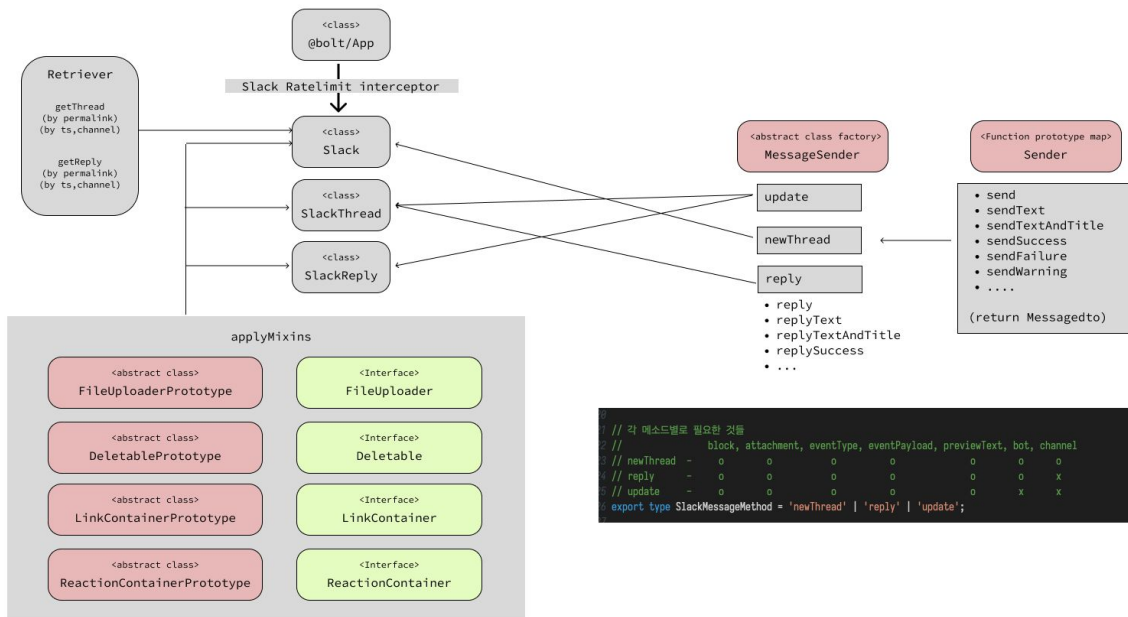 <class>
@bolt/App
Slack Ratelimit interceptor
Retriever
getThread
(by permalink)
(by ts,channel)
getReply
(by permalink)
(by ts,channel)
<class>
Slack
<class>
SlackThread
<class>
SlackReply
<abstract class factory>
MessageSender
update
newThread
reply
• reply
• replyText
• replyTextAndTitle
• replySuccess
• ...
<Function prototype map>
Sender
• send
• sendText
• sendTextAndTitle
• sendSuccess
• sendFailure
• sendWarning
• ....
(return Messagedto)
applyMixins
<abstract class>
FileUploaderPrototype
<Interface>
FileUploader
<abstract class>
DeletablePrototype
<Interface>
Deletable
<abstract class>
LinkContainerPrototype
<Interface>
LinkContainer
<abstract class>
ReactionContainerPrototype
<Interface>
ReactionContainer
// 각 메소드별로 필요한 것들
// block, attachment, eventType, eventPayload, previewText, bot, channel
// newThread - o o o o o o o
// reply - o o o o o o x
// update - o o o o o x x
export type SlackMessageMethod = 'newThread' | 'reply' | 'update';